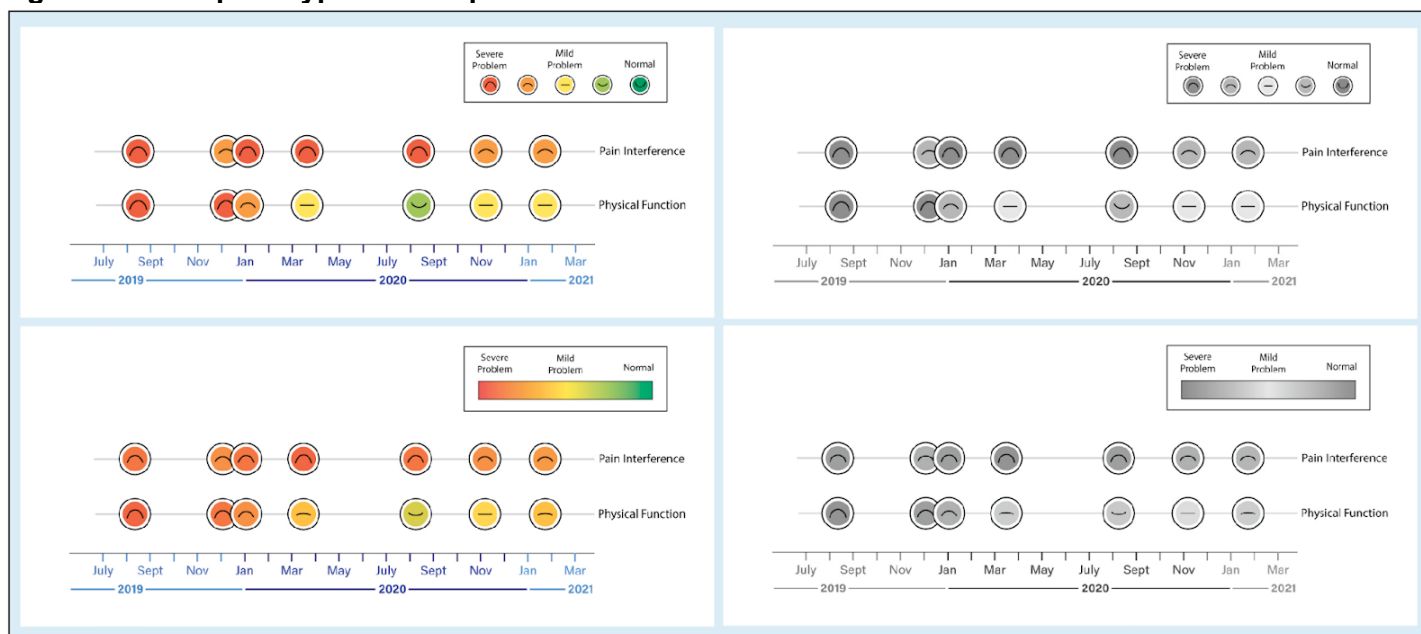 Severe Problem
Mild Problem
Normal
Pain Interference
Physical Function
July Sept Nov Jan Mar May July Sept Nov Jan Mar
2019 2020 2021
Severe Problem
Mild Problem
Normal
Pain Interference
Physical Function
July Sept Nov Jan Mar May July Sept Nov Jan Mar
2019 2020 2021
Severe Problem
Mild Problem
Normal
Pain Interference
Physical Function
July Sept Nov Jan Mar May July Sept Nov Jan Mar
2019 2020 2021
Severe Problem
Mild Problem
Normal
Pain Interference
Physical Function
July Sept Nov Jan Mar May July Sept Nov Jan Mar
2019 2020 2021